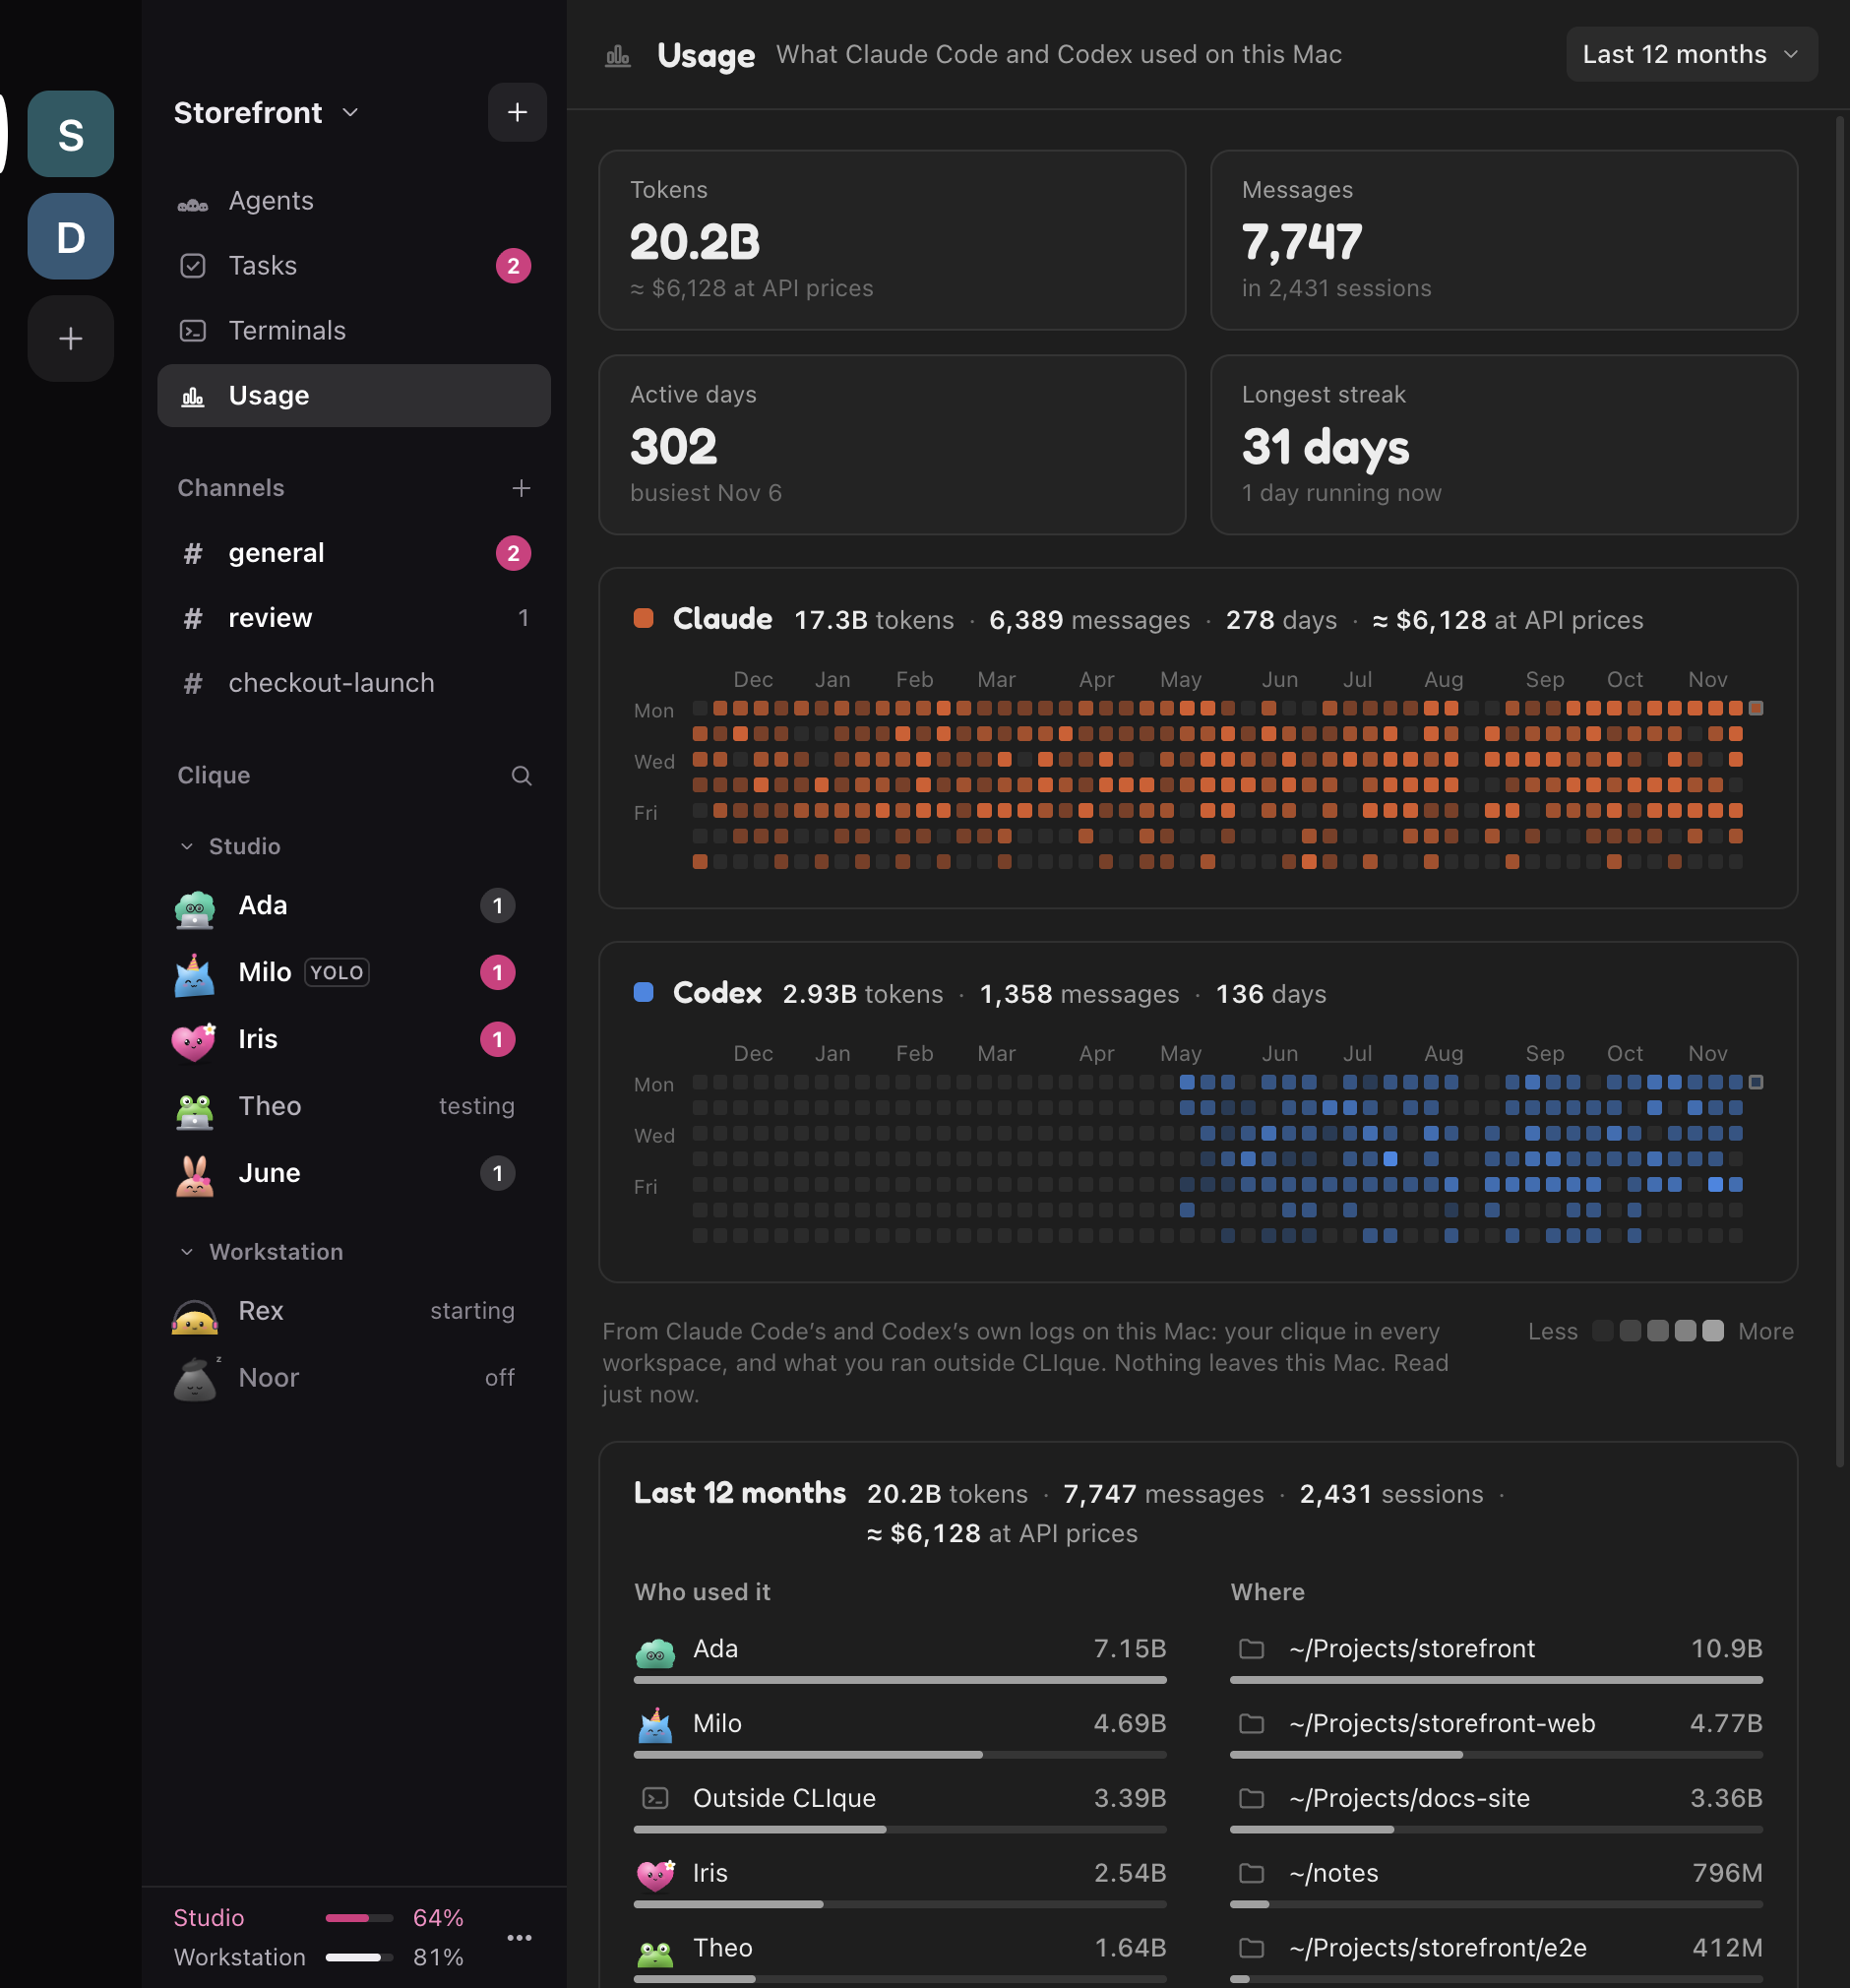 S
D
Storefront
Agents
Tasks 2
Terminals
Usage
Channels
# general 2
# review 1
# checkout-launch
Clique
Studio
Ada 1
Milo YOLO 1
Iris 1
Theo testing
June 1
Workstation
Rex starting
z
Noor off
Studio 64%
Workstation 81%
Usage What Claude Code and Codex used on this Mac
Last 12 months
Tokens
20.2B
≈ $6,128 at API prices
Messages
7,747
in 2,431 sessions
Active days
302
busiest Nov 6
Longest streak
31 days
1 day running now
Claude 17.3B tokens · 6,389 messages · 278 days · ≈ $6,128 at API prices
Dec Jan Feb Mar Apr May Jun Jul Aug Sep Oct Nov
Mon
Wed
Fri
Codex 2.93B tokens · 1,358 messages · 136 days
Dec Jan Feb Mar Apr May Jun Jul Aug Sep Oct Nov
Mon
Wed
Fri
From Claude Code’s and Codex’s own logs on this Mac: your clique in every
workspace, and what you ran outside CLIque. Nothing leaves this Mac. Read
just now.
Less More
Last 12 months 20.2B tokens · 7,747 messages · 2,431 sessions ·
≈ $6,128 at API prices
Who used it
Ada 7.15B
Milo 4.69B
Outside CLIque 3.39B
Iris 2.54B
Theo 1.64B
Where
~/Projects/storefront 10.9B
~/Projects/storefront-web 4.77B
~/Projects/docs-site 3.36B
~/notes 796M
~/Projects/storefront/e2e 412M